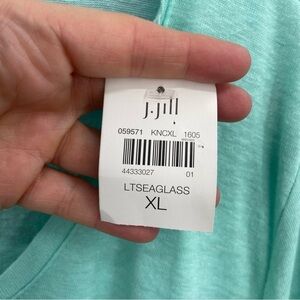 J.Jill
059571 KNCXL 1605
44333027 01
LTSEAGLASS
XL